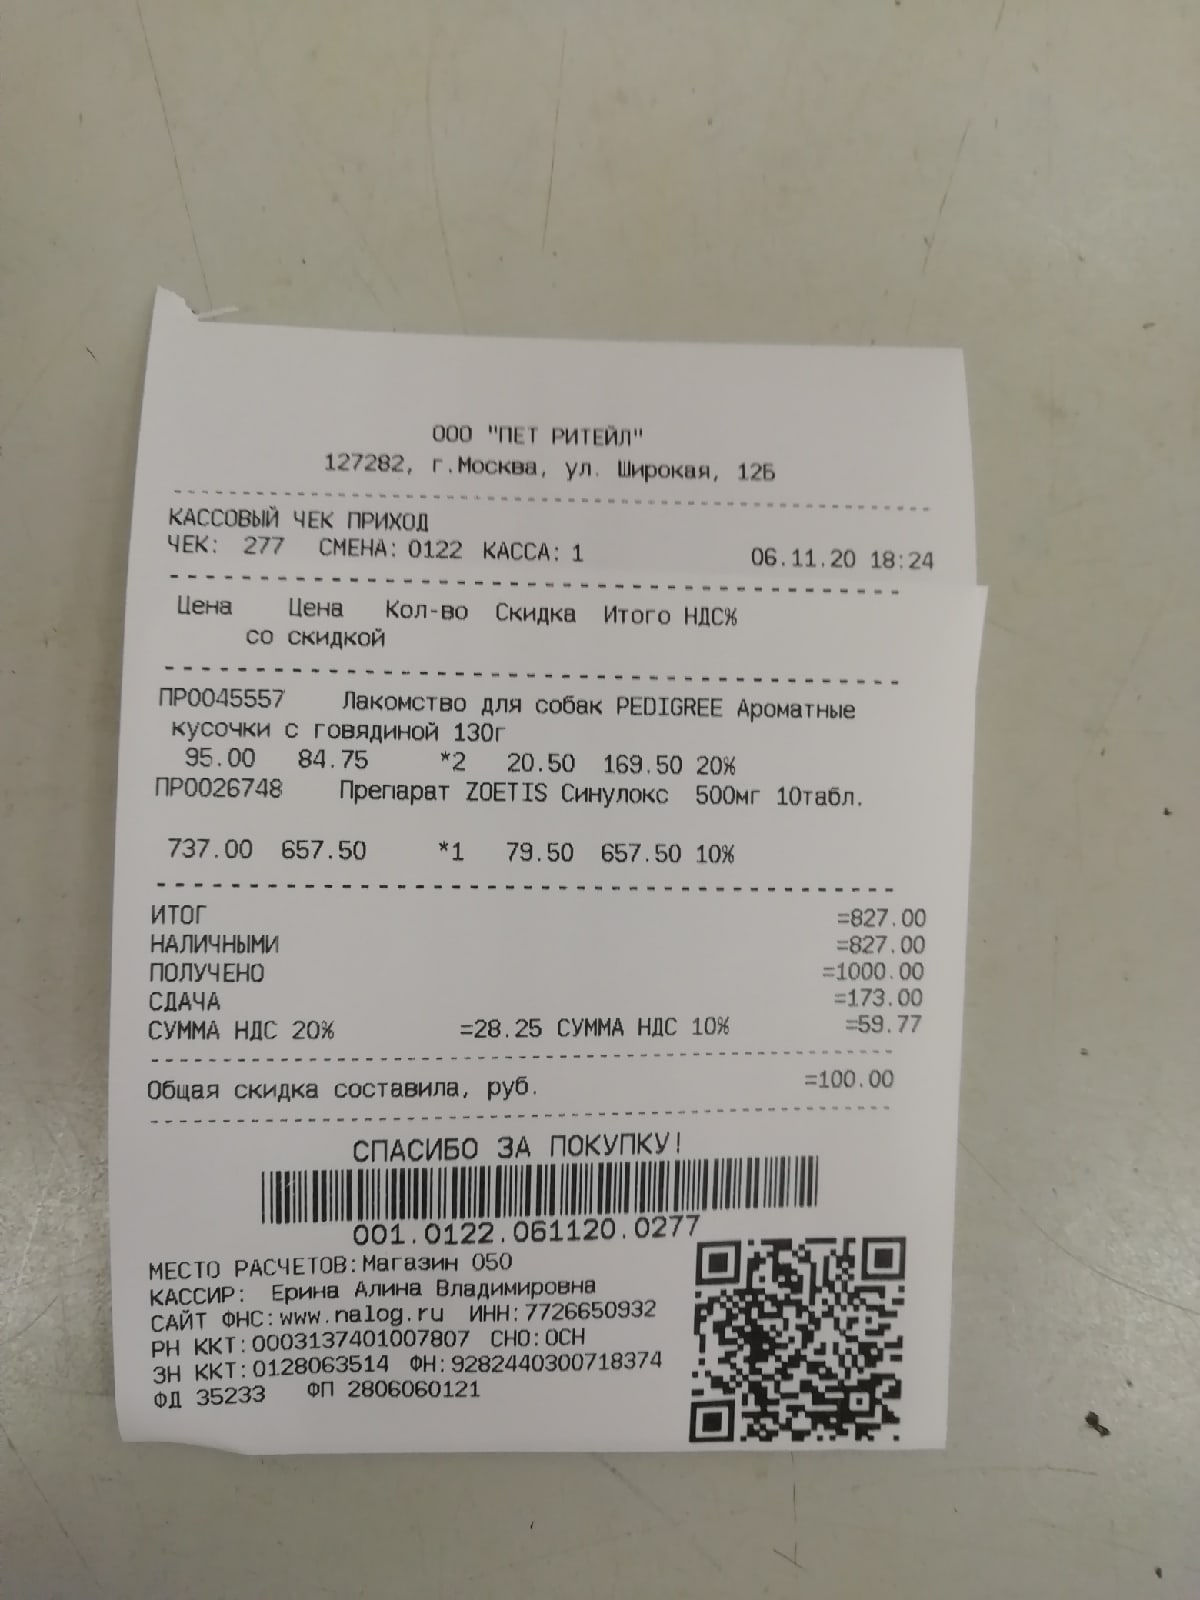 ООО "ПЕТ РИТЕЙЛ"
127282, г.Москва, ул. Широкая, 12Б
КАССОВЫЙ ЧЕК ПРИХОД
ЧЕК: 277 СМЕНА: 0122 КАССА: 1 06.11.20 18:24
Цена Цена Кол-во Скидка Итого НДС%
со скидкой
ПР0045557 Лакомство для собак PEDIGREE Ароматные
кусочки с говядиной 130г
95.00 84.75 *2 20.50 169.50 20%
ПР0026748 Препарат ZOETIS Синулокс 500мг 10табл.
737.00 657.50 *1 79.50 657.50 10%
ИТОГ =827.00
НАЛИЧНЫМИ =827.00
ПОЛУЧЕНО =1000.00
СДАЧА =173.00
СУММА НДС 20% =28.25 СУММА НДС 10% =59.77
Общая скидка составила, руб. =100.00
СПАСИБО ЗА ПОКУПКУ!
001.0122.061120.0277
МЕСТО РАСЧЕТОВ:Магазин 050
КАССИР: Ерина Алина Владимировна
САЙТ ФНС:www.nalog.ru ИНН:7726650932
РН ККТ:0003137401007807 СНО:ОСН
ЗН ККТ:0128063514 ФН:9282440300718374
ФД 35233 ФП 2806060121